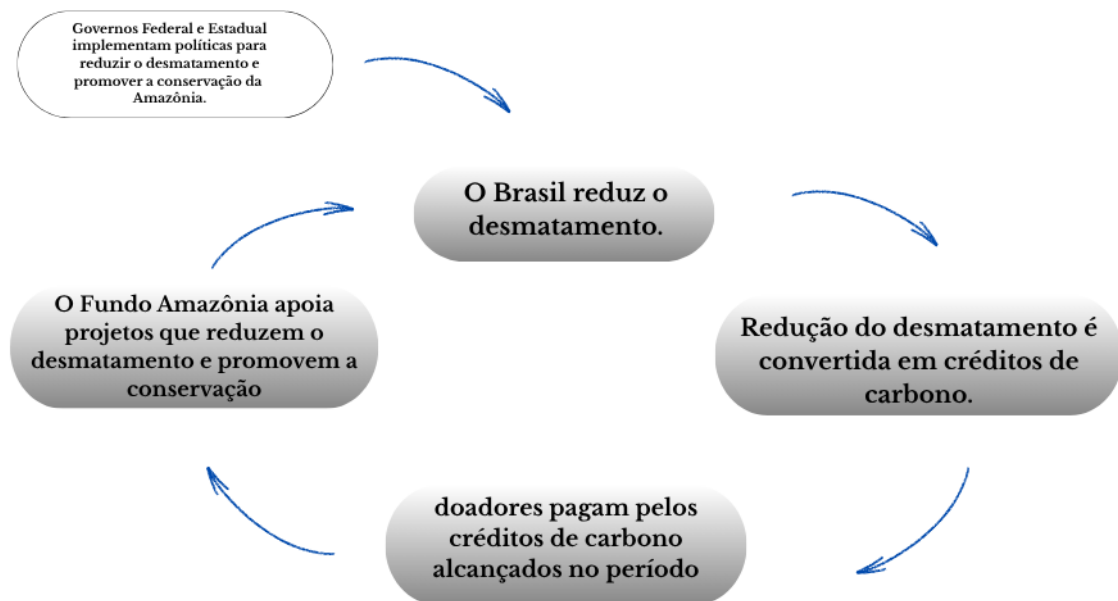 Governos Federal e Estadual
implementam políticas para
reduzir o desmatamento e
promover a conservação da
Amazônia.
O Brasil reduz o
desmatamento.
Redução do desmatamento é
convertida em créditos de
carbono.
doadores pagam pelos
créditos de carbono
alcançados no período
O Fundo Amazônia apoia
projetos que reduzem o
desmatamento e promovem a
conservação